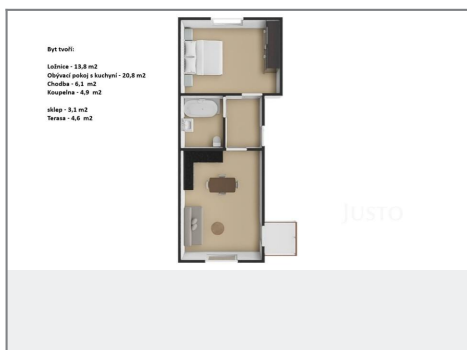 Byt tvoří:
Ložnice - 13,8 m2
Obývací pokoj s kuchyní - 20,8 m2
Chodba - 6,1 m2
Koupelna - 4,9 m2
sklep - 3,1 m2
Terasa - 4,6 m2
JUSTO